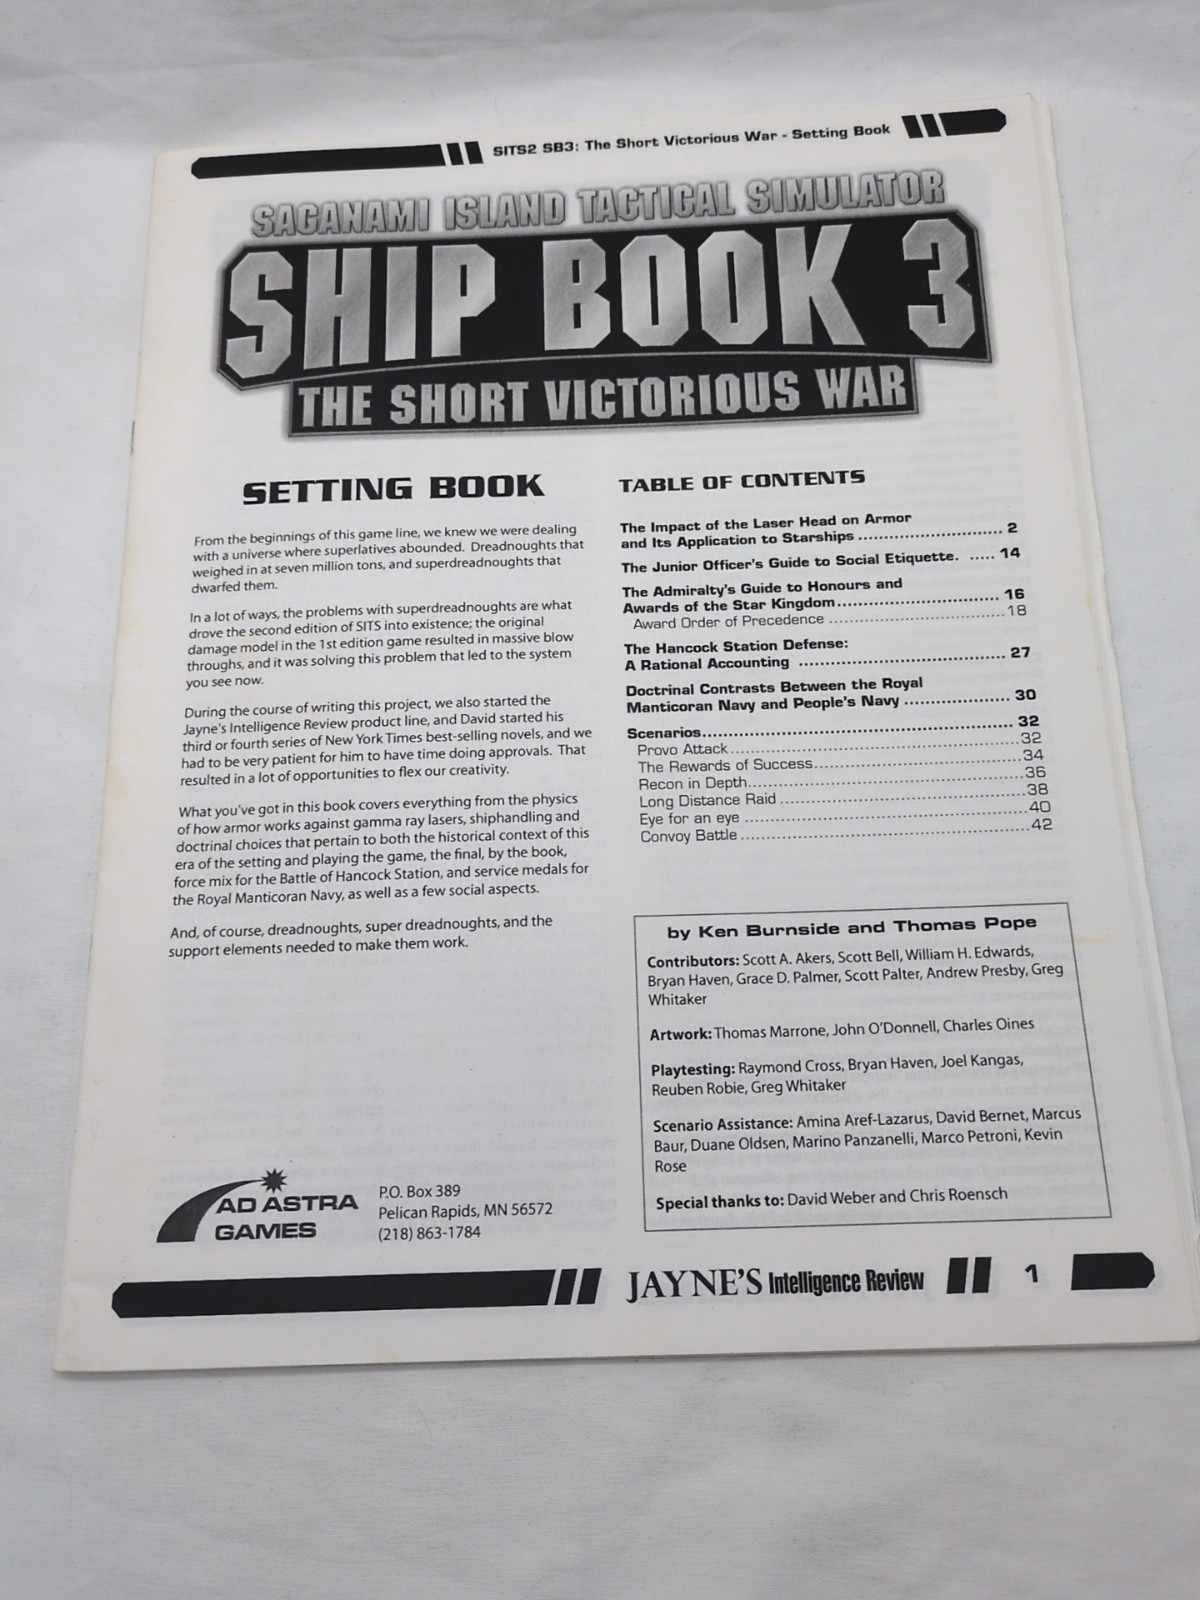 SITS2 SB3: The Short Victorious War - Setting Book
SAGANAMI ISLAND TACTICAL SIMULATOR
SHIP BOOK 3
THE SHORT VICTORIOUS WAR
SETTING BOOK
From the beginnings of this game line, we knew we were dealing
with a universe where superlatives abounded. Dreadnoughts that
weighed in at seven million tons, and superdreadnoughts that
dwarfed them.
In a lot of ways, the problems with superdreadnoughts are what
drove the second edition of SITS into existence; the original
damage model in the 1st edition game resulted in massive blow
throughs, and it was solving this problem that led to the system
you see now.
During the course of writing this project, we also started the
Jayne's Intelligence Review product line, and David started his
third or fourth series of New York Times best-selling novels, and we
had to be very patient for him to have time doing approvals. That
resulted in a lot of opportunities to flex our creativity.
What you've got in this book covers everything from the physics
of how armor works against gamma ray lasers, shiphandling and
doctrinal choices that pertain to both the historical context of this
era of the setting and playing the game, the final, by the book,
force mix for the Battle of Hancock Station, and service medals for
the Royal Manticoran Navy, as well as a few social aspects.
And, of course, dreadnoughts, super dreadnoughts, and the
support elements needed to make them work.
TABLE OF CONTENTS
The Impact of the Laser Head on Armor
and Its Application to Starships ........................ 2
The Junior Officer's Guide to Social Etiquette. ..... 14
The Admiralty's Guide to Honours and
Awards of the Star Kingdom........................... 16
Award Order of Precedence .............................. 18
The Hancock Station Defense:
A Rational Accounting .................................. 27
Doctrinal Contrasts Between the Royal
Manticoran Navy and People's Navy .................. 30
Scenarios.................................................... 32
Provo Attack.................................................. 32
The Rewards of Success................................... 34
Recon in Depth............................................... 36
Long Distance Raid.......................................... 38
Eye for an eye ................................................ 40
Convoy Battle................................................. 42
by Ken Burnside and Thomas Pope
Contributors: Scott A. Akers, Scott Bell, William H. Edwards,
Bryan Haven, Grace D. Palmer, Scott Palter, Andrew Presby, Greg
Whitaker
Artwork: Thomas Marrone, John O'Donnell, Charles Oines
Playtesting: Raymond Cross, Bryan Haven, Joel Kangas,
Reuben Robie, Greg Whitaker
Scenario Assistance: Amina Aref-Lazarus, David Bernet, Marcus
Baur, Duane Oldsen, Marino Panzanelli, Marco Petroni, Kevin
Rose
Special thanks to: David Weber and Chris Roensch
AD ASTRA
GAMES
P.O. Box 389
Pelican Rapids, MN 56572
(218) 863-1784
JAYNE'S Intelligence Review 1